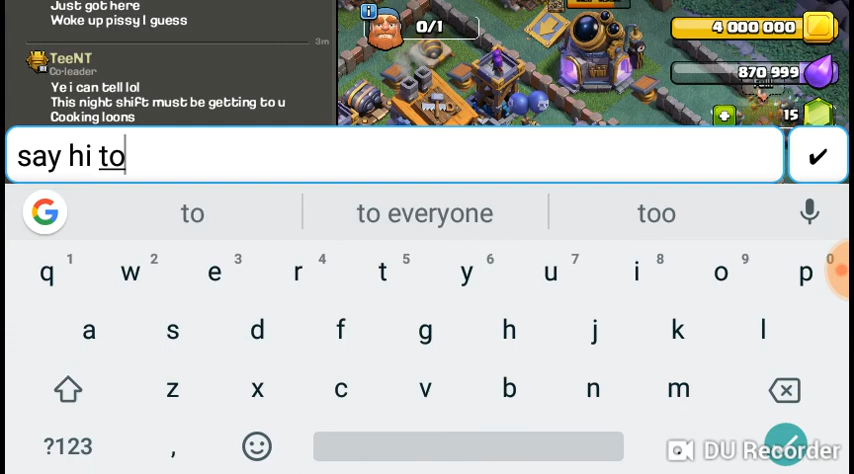 Just got here
Woke up pissy I guess
3m
TeeNT
Co-leader
Ye i can tell lol
This night shift must be getting to u
Cooking loons
i
0/1
4 000 000
870 999
15
say hi to
✔
G
to
to everyone
too
q 1 w 2 e 3 r 4 t 5 y 6 u 7 i 8 o 9 p 0
a s d f g h j k l
z x c v b n m
?123 , .
DU Recorder